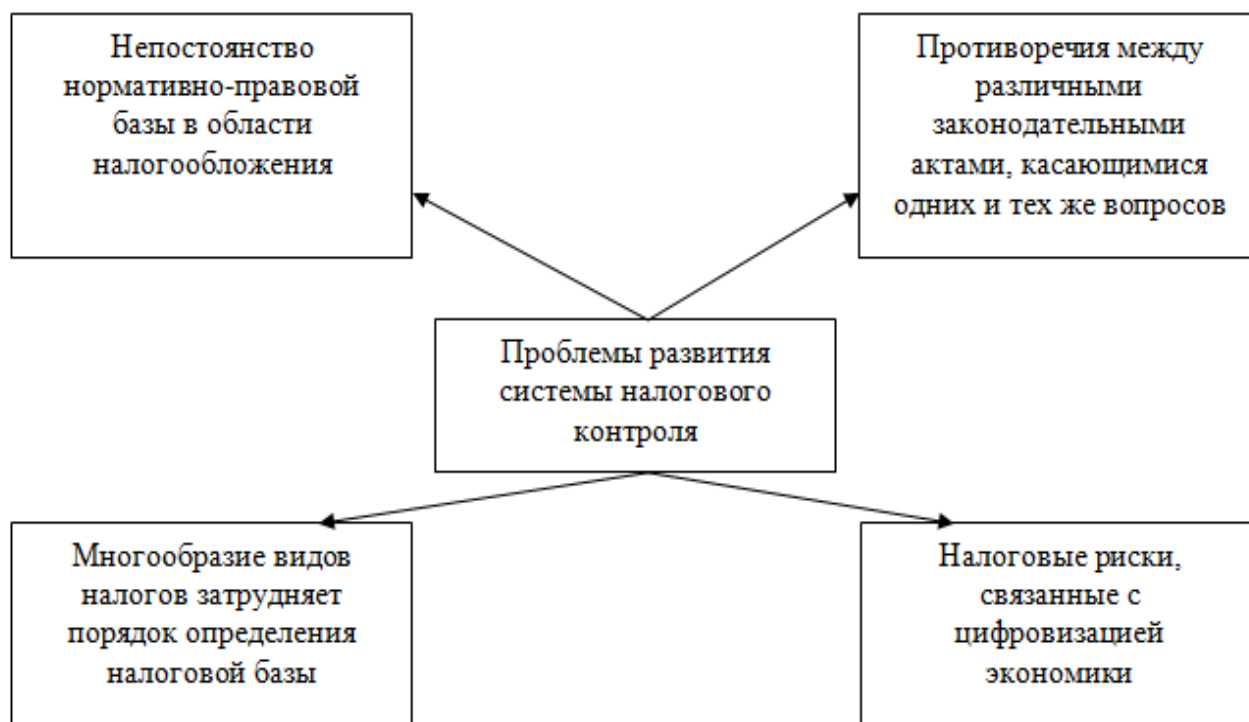 Непостоянство
нормативно-правовой
базы в области
налогообложения
Противоречия между
различными
законодательными
актами, касающимися
одних и тех же вопросов
Проблемы развития
системы налогового
контроля
Многообразие видов
налогов затрудняет
порядок определения
налоговой базы
Налоговые риски,
связанные с
цифровизацией
экономики